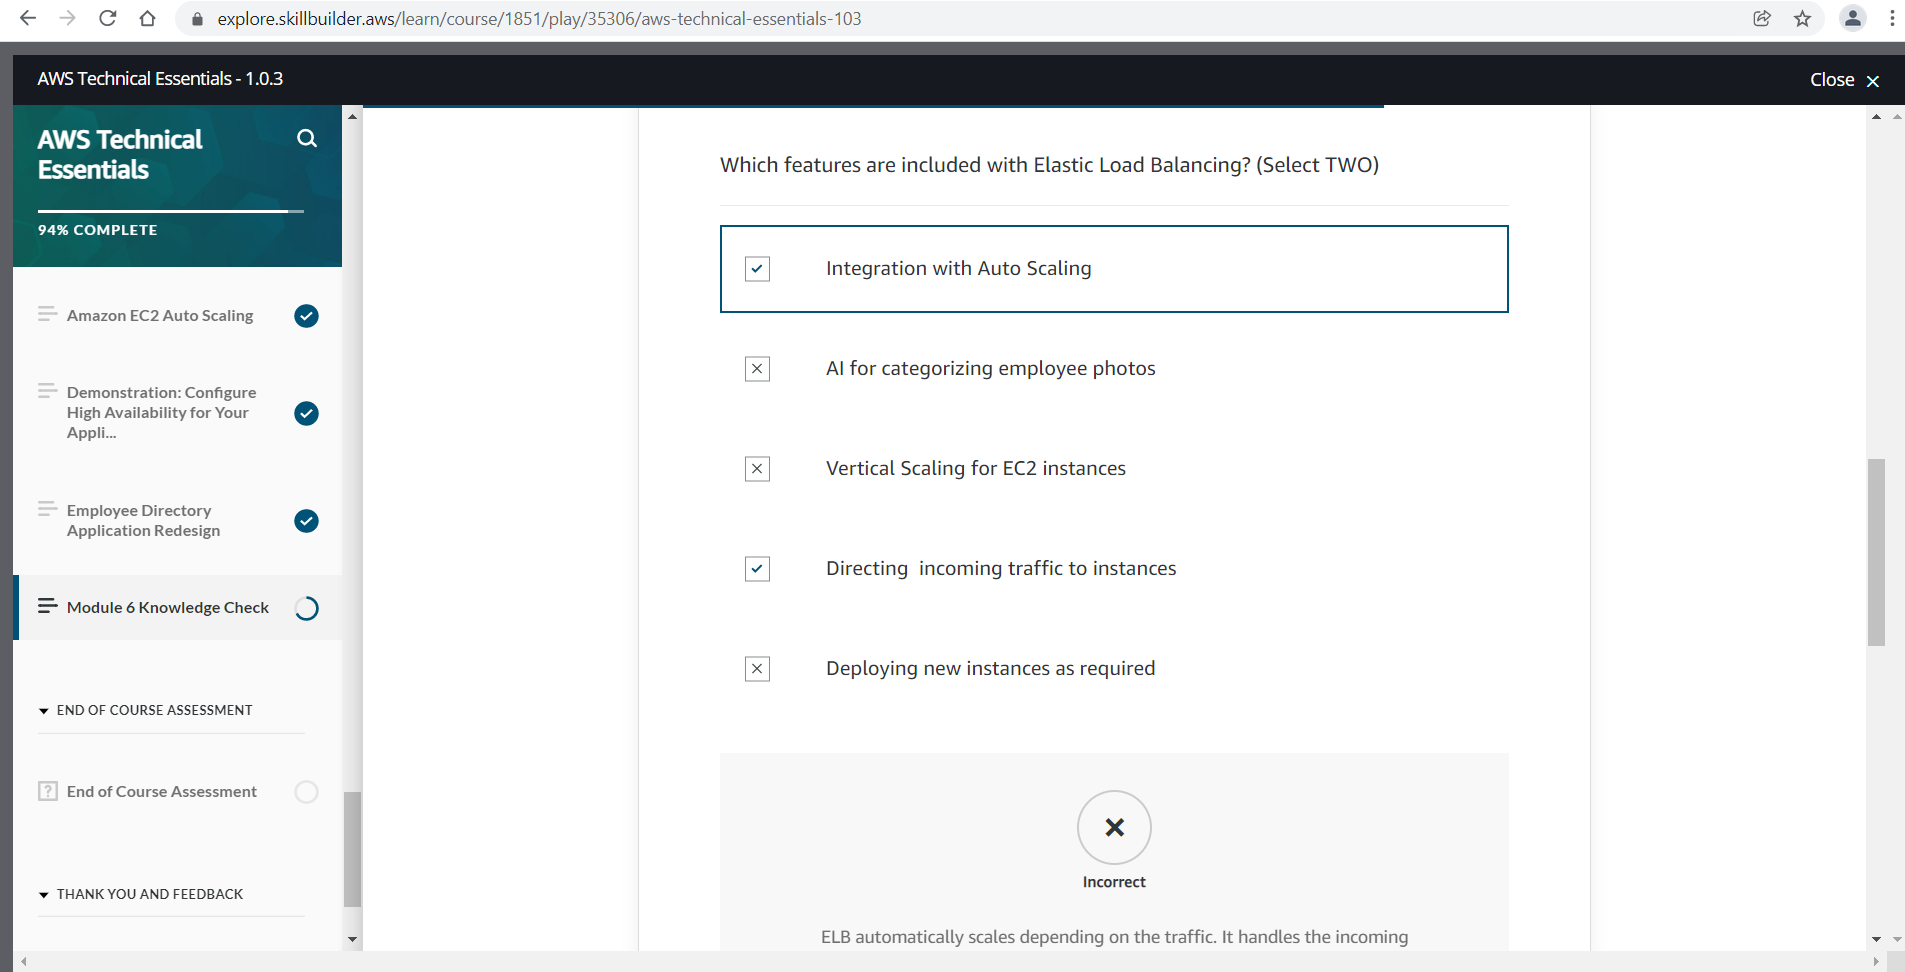 explore.skillbuilder.aws/learn/course/1851/play/35306/aws-technical-essentials-103
AWS Technical Essentials - 1.0.3
Close
AWS Technical
Essentials
94% COMPLETE
Amazon EC2 Auto Scaling
Demonstration: Configure
High Availability for Your
Appli...
Employee Directory
Application Redesign
Module 6 Knowledge Check
END OF COURSE ASSESSMENT
End of Course Assessment
THANK YOU AND FEEDBACK
Which features are included with Elastic Load Balancing? (Select TWO)
Integration with Auto Scaling
AI for categorizing employee photos
Vertical Scaling for EC2 instances
Directing  incoming traffic to instances
Deploying new instances as required
Incorrect
ELB automatically scales depending on the traffic. It handles the incoming